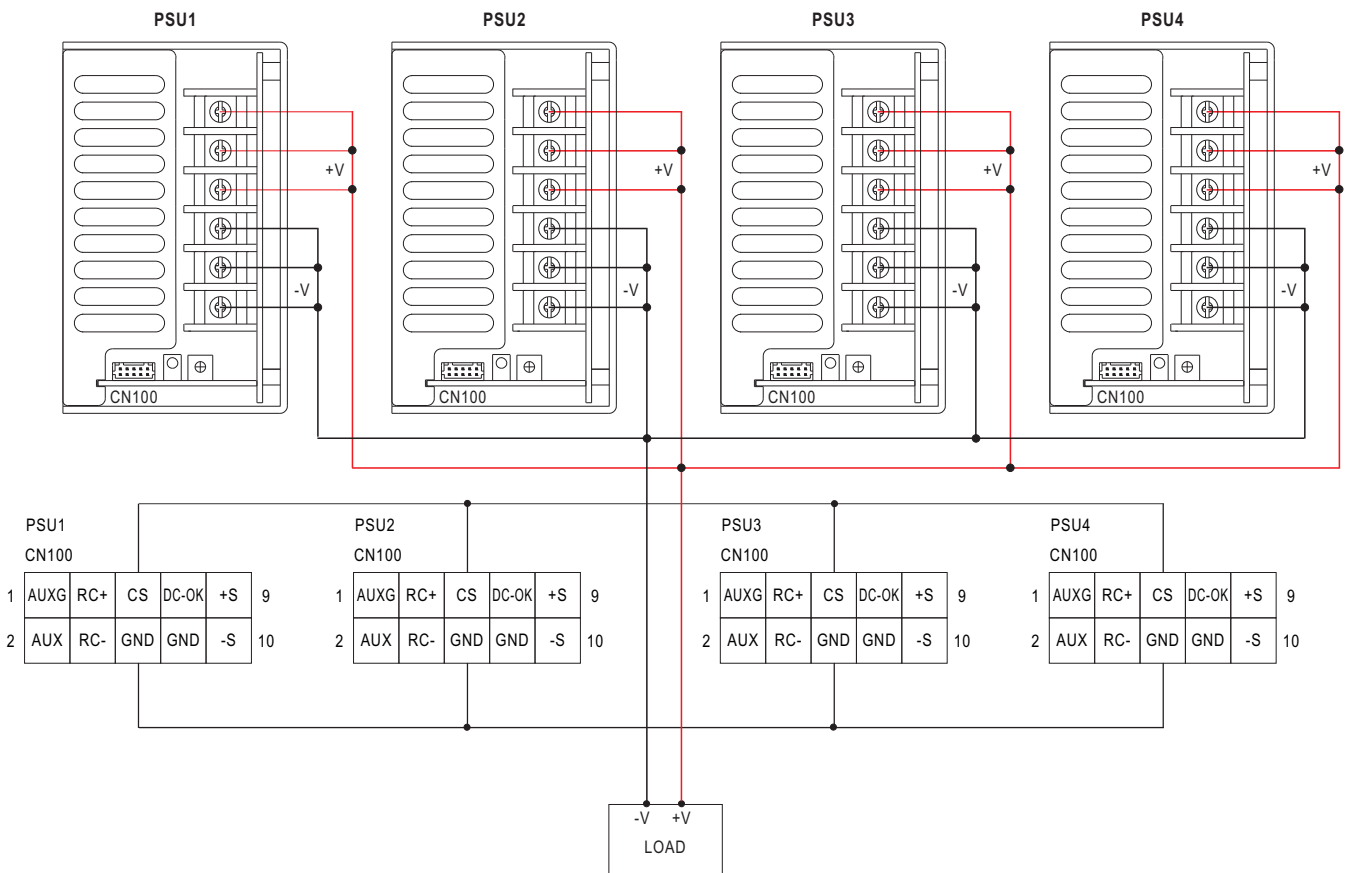 PSU1 PSU2 PSU3 PSU4
+V +V +V +V
-V -V -V -V
CN100 CN100 CN100 CN100
PSU1 PSU2 PSU3 PSU4
CN100 CN100 CN100 CN100
1 AUXG RC+ CS DC-OK +S 9 1 AUXG RC+ CS DC-OK +S 9 1 AUXG RC+ CS DC-OK +S 9 1 AUXG RC+ CS DC-OK +S 9
2 AUX RC- GND GND -S 10 2 AUX RC- GND GND -S 10 2 AUX RC- GND GND -S 10 2 AUX RC- GND GND -S 10
-V +V
LOAD